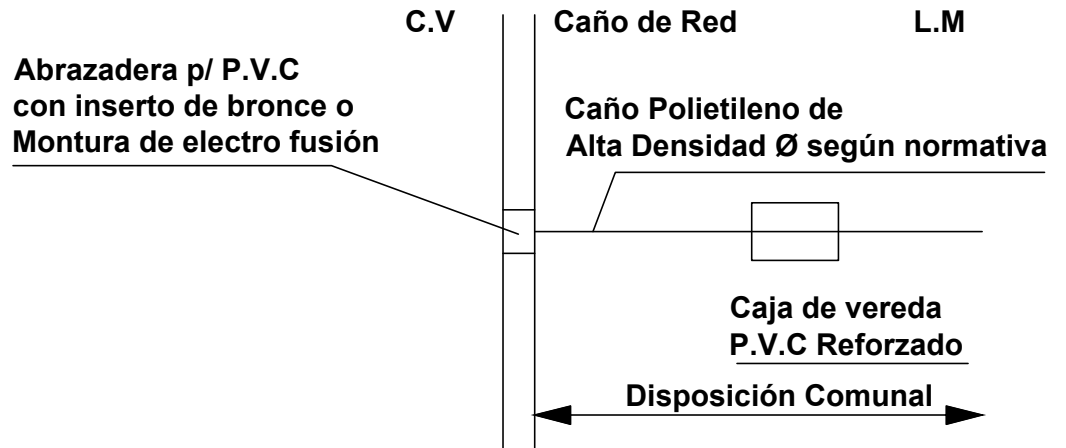 C.V
Caño de Red
L.M
Abrazadera p/ P.V.C
con inserto de bronce o
Montura de electro fusión
Caño Polietileno de
Alta Densidad Ø según normativa
Caja de vereda
P.V.C Reforzado
Disposición Comunal